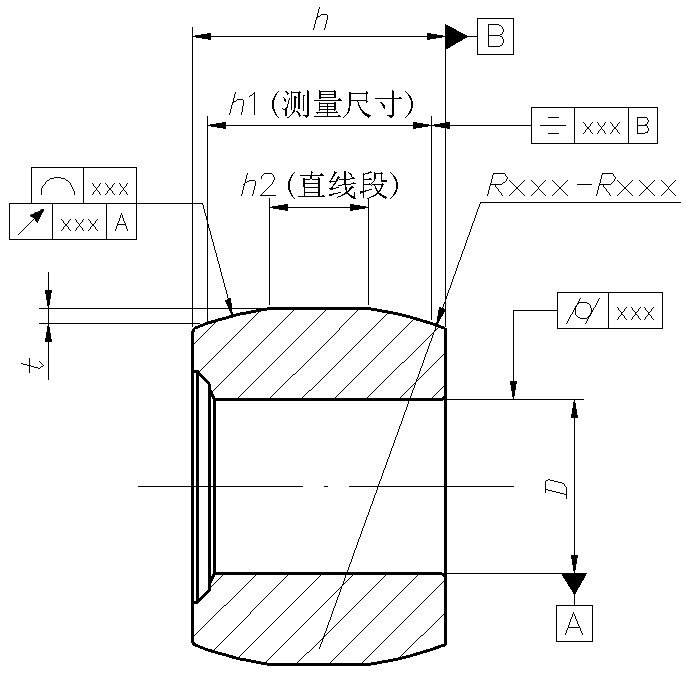 h
B
h1 (测量尺寸)
xxx B
xxx
h2 (直线段)
Rxxx-Rxxx
xxx A
xxx
t
D
A